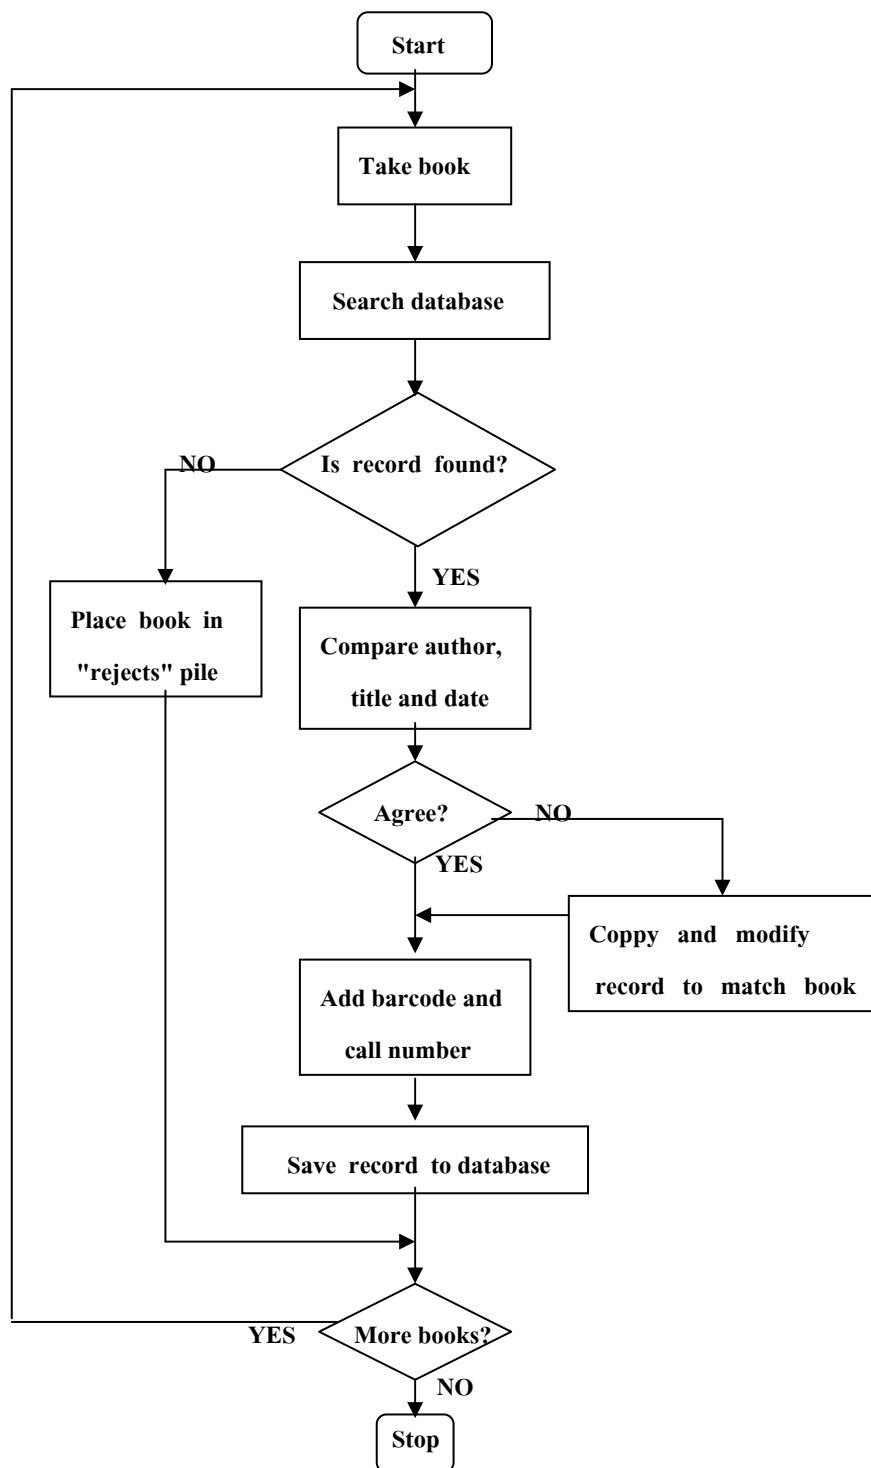 Start
Take book
Search database
Is record found?
NO
YES
Place book in
"rejects" pile
Compare author,
title and date
Agree?
NO
YES
Coppy and modify
record to match book
Add barcode and
call number
Save record to database
More books?
YES
NO
Stop